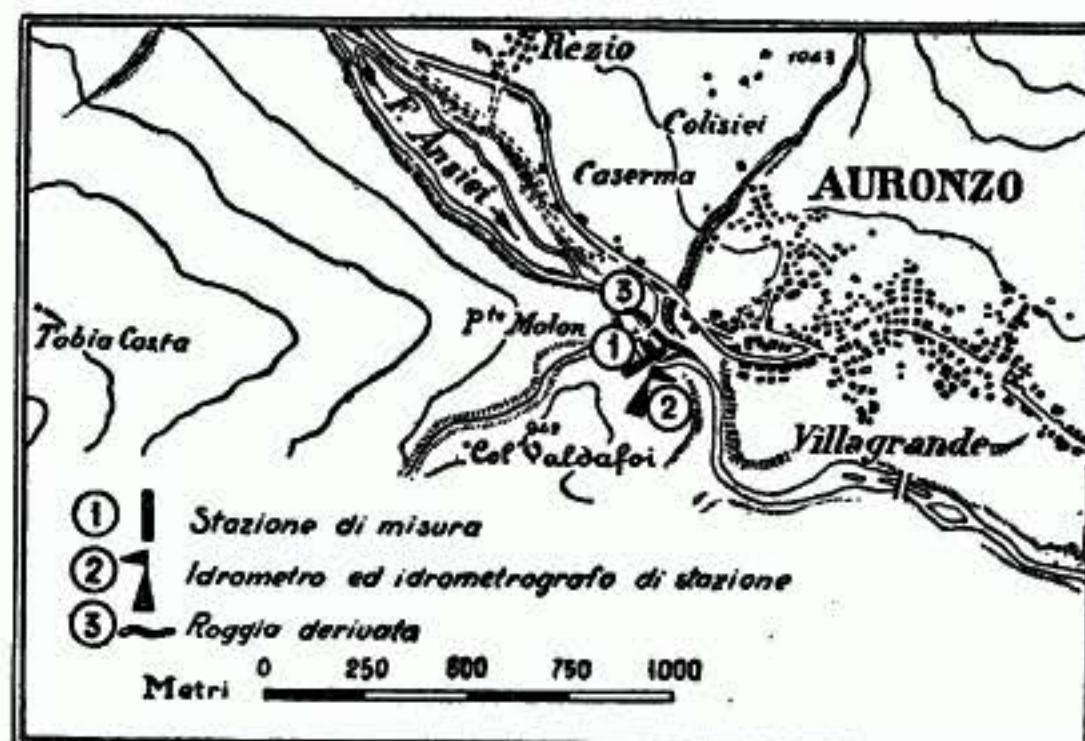 Rezio
1043
F. Ansiei
Colisiei
Caserma
AURONZO
3
Tobia Costa
Pte Molon
1
2
Villagrande
Col Valdafoi
1 Stazione di misura
2 Idrometro ed idrometrografo di stazione
3 Roggia derivata
Metri 0 250 500 750 1000